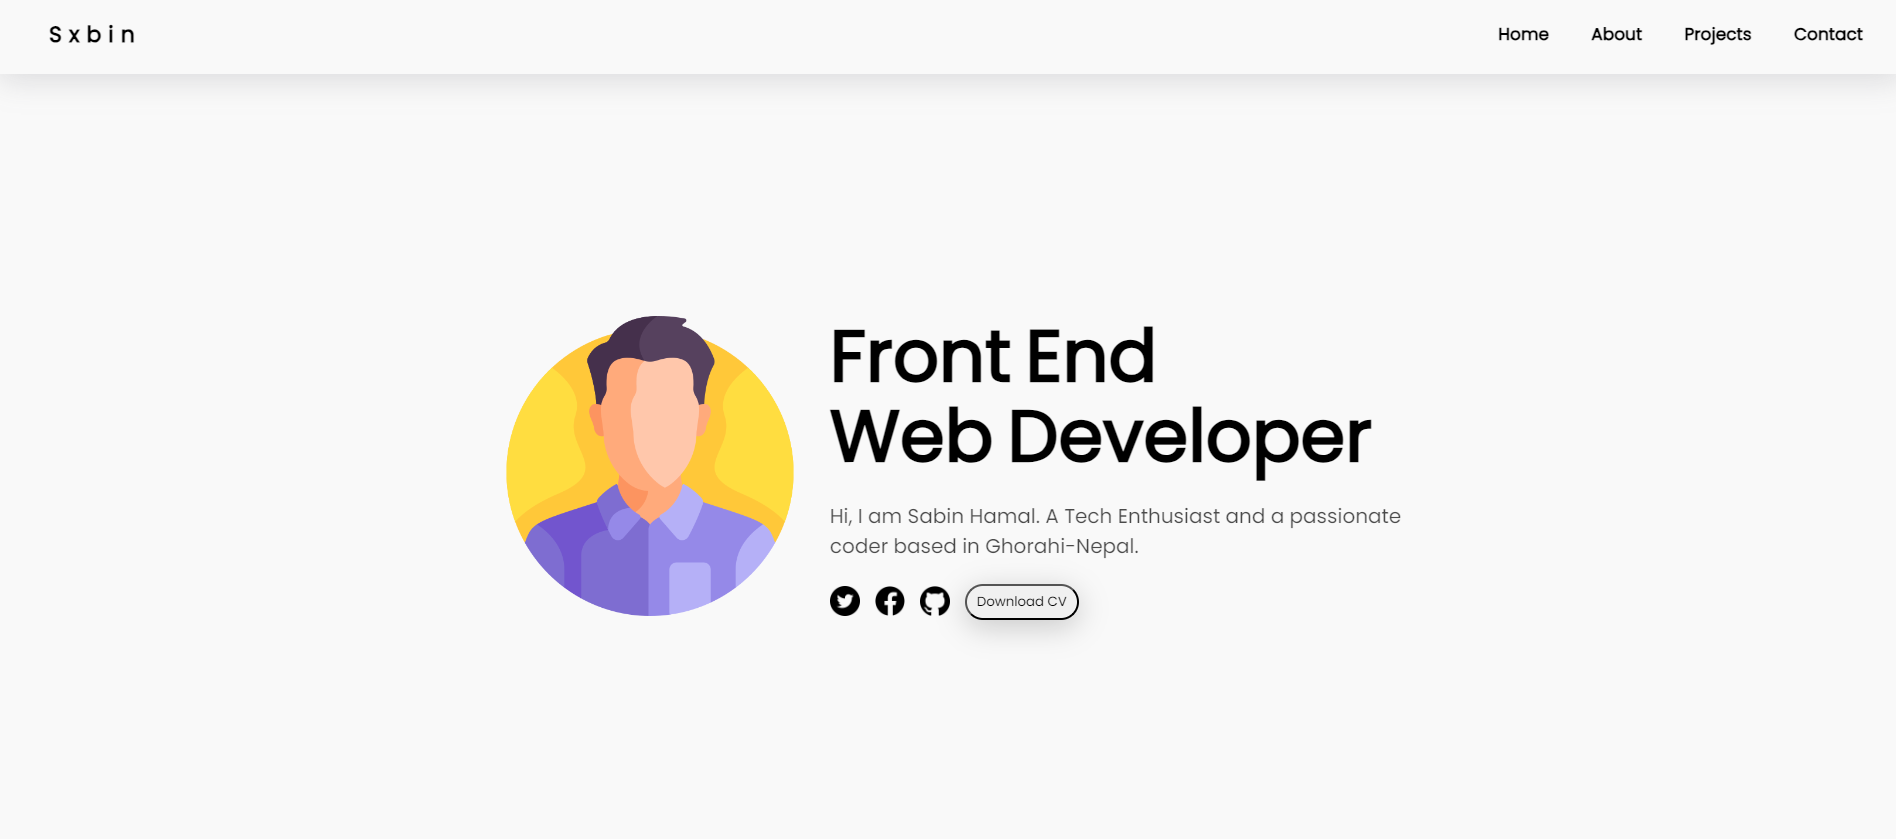 Sxbin
Home About Projects Contact
Front End
Web Developer
Hi, I am Sabin Hamal. A Tech Enthusiast and a passionate
coder based in Ghorahi-Nepal.
Download CV